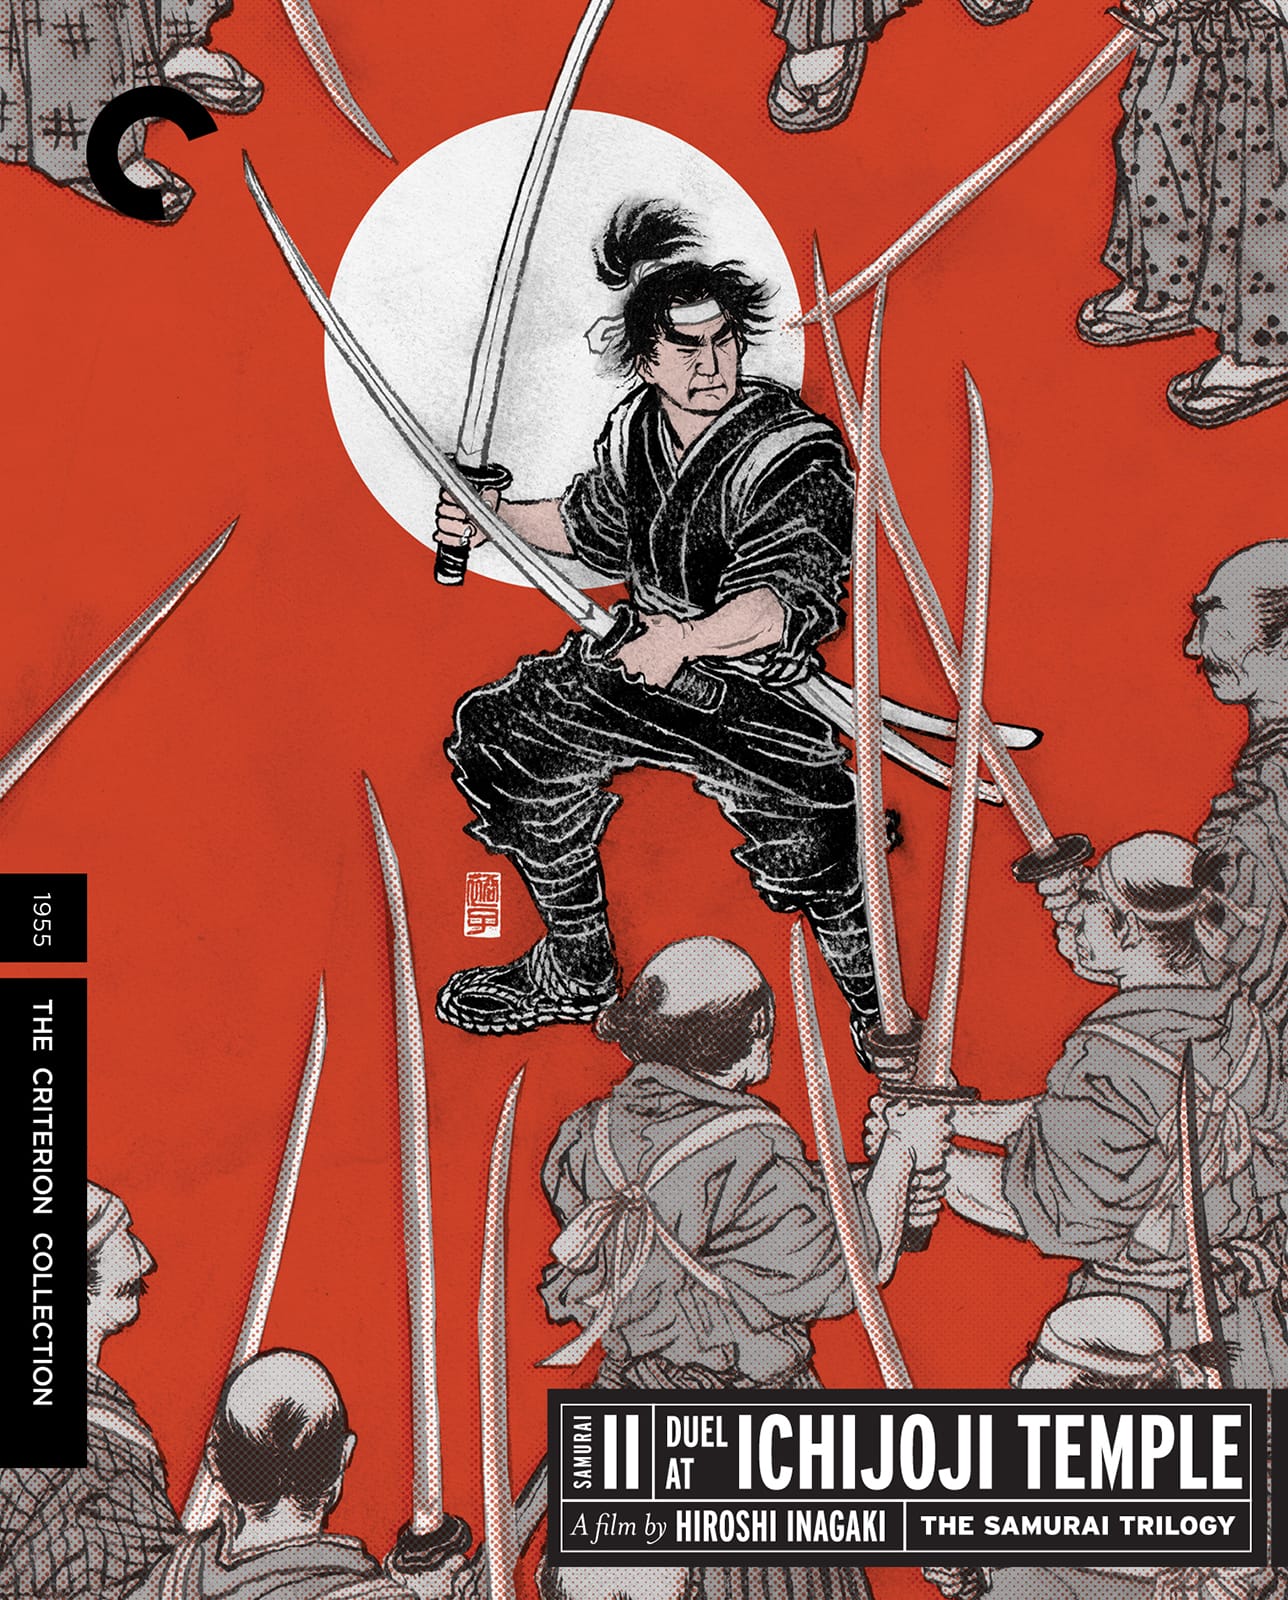 1955
THE CRITERION COLLECTION
SAMURAI
II
DUEL AT ICHIJOJI TEMPLE
A film by HIROSHI INAGAKI
THE SAMURAI TRILOGY